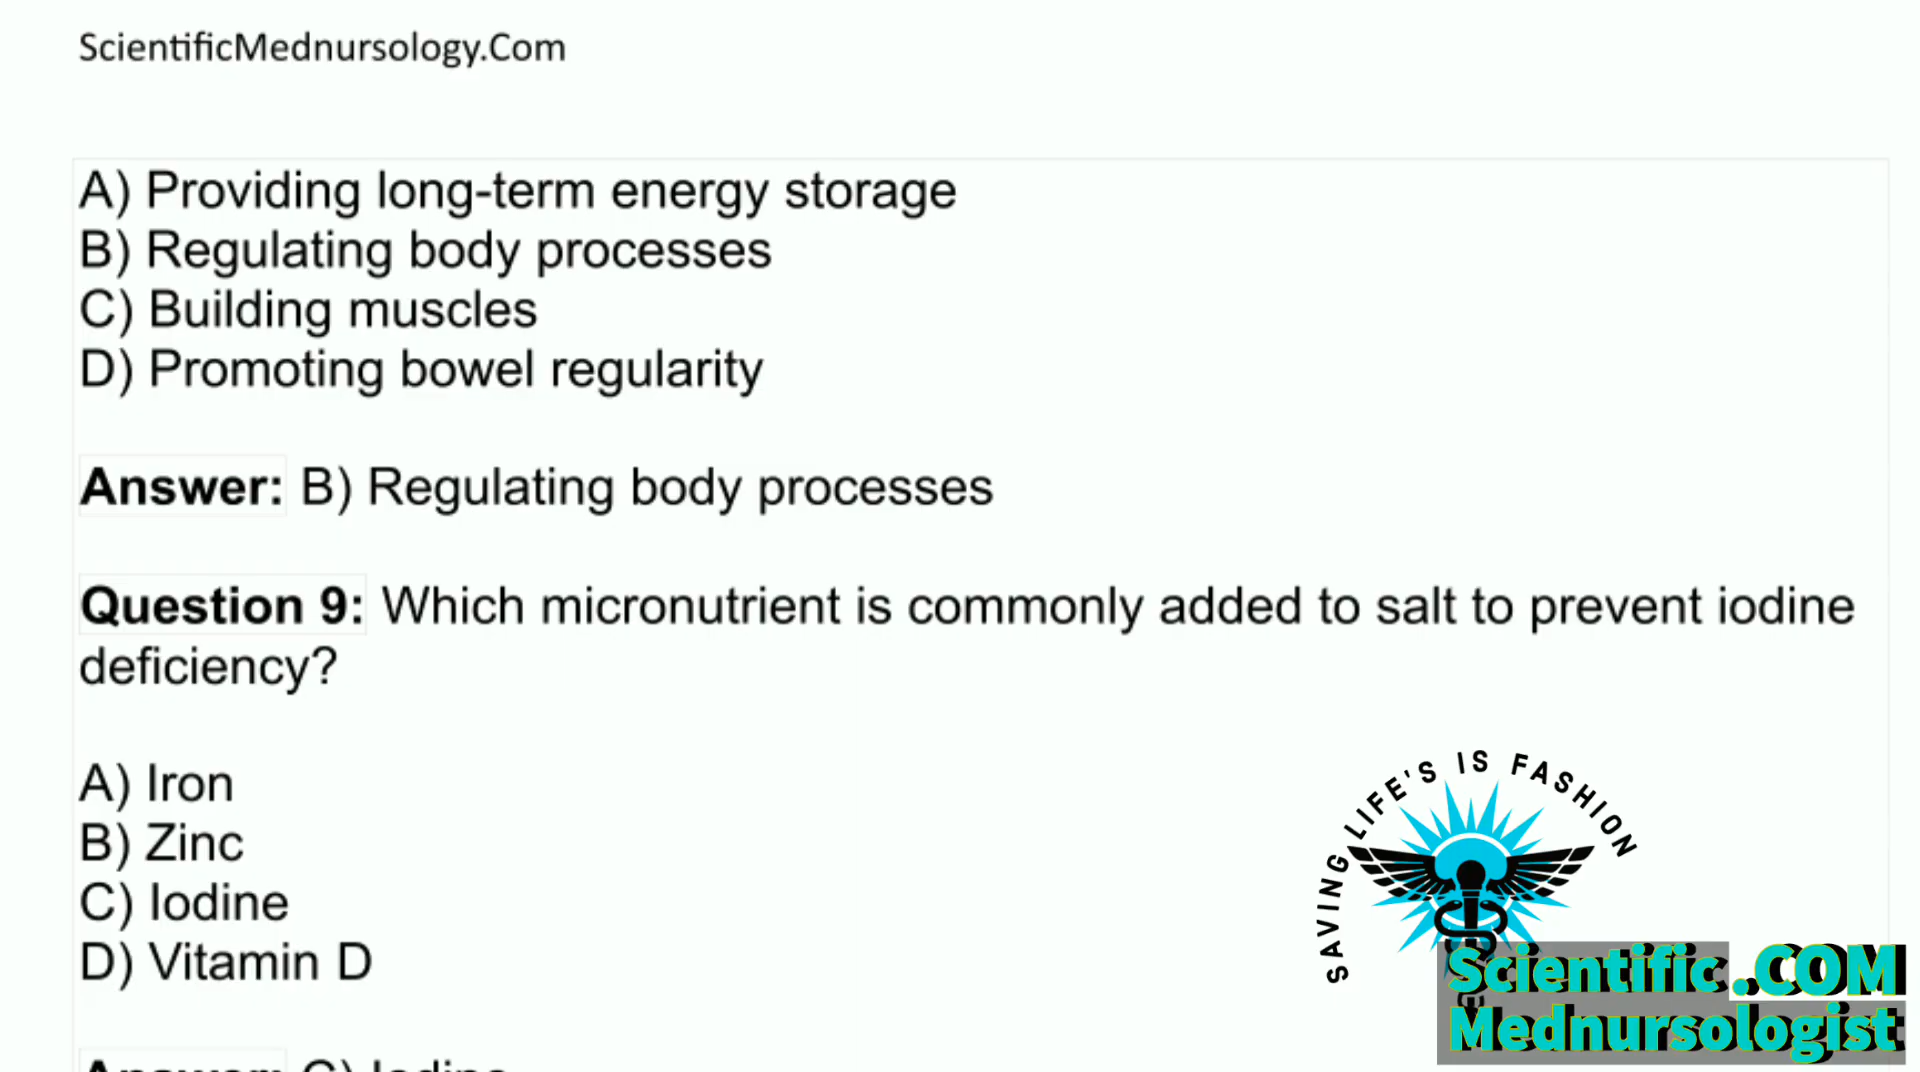 ScientificMednursology.Com
A) Providing long-term energy storage
B) Regulating body processes
C) Building muscles
D) Promoting bowel regularity
Answer: B) Regulating body processes
Question 9: Which micronutrient is commonly added to salt to prevent iodine
deficiency?
A) Iron
B) Zinc
C) Iodine
D) Vitamin D
Answer: C) Iodine
SAVING LIFE'S IS FASHION
Scientific.COM
Mednursologist